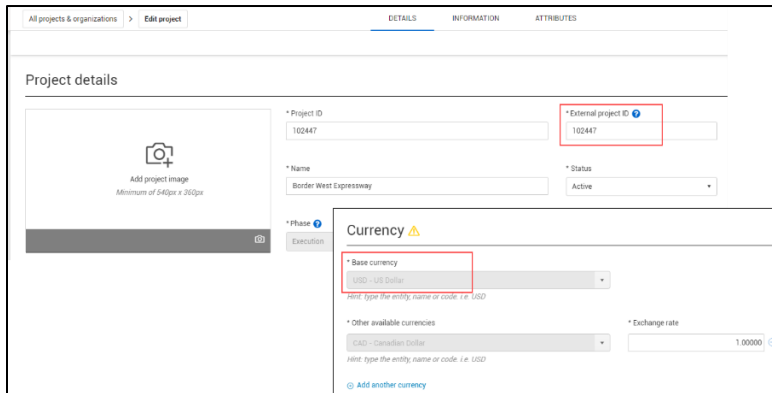 All projects & organizations > Edit project
DETAILS INFORMATION ATTRIBUTES
Project details
Add project image
Minimum of 540px x 360px
* Project ID
102447
* External project ID ?
102447
* Name
Border West Expressway
* Status
Active
* Phase ?
Execution
Currency
* Base currency
USD - US Dollar
Hint: type the entity, name or code. i.e. USD
* Other available currencies
CAD - Canadian Dollar
Hint: type the entity, name or code. i.e. USD
* Exchange rate
1.00000
Add another currency